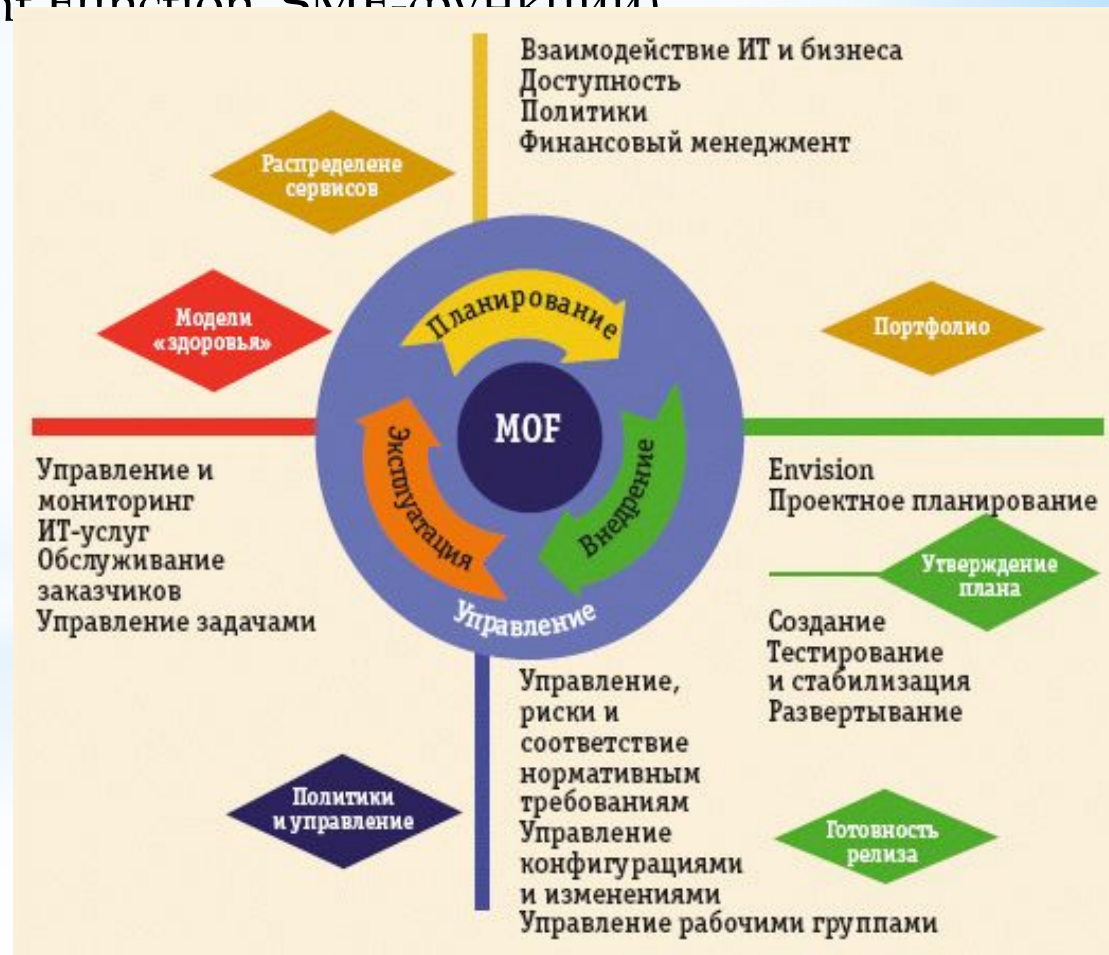 Взаимодействие ИТ и бизнеса
Доступность
Политики
Финансовый менеджмент
Распределене
сервисов
Модели
«здоровья»
Портфолио
Планирование
MOF
Эксплуатация
Внедрение
Управление
Управление и
мониторинг
ИТ-услуг
Обслуживание
заказчиков
Управление задачами
Envision
Проектное планирование
Утверждение
плана
Создание
Тестирование
и стабилизация
Развертывание
Управление,
риски и
соответствие
нормативным
требованиям
Управление
конфигурациями
и изменениями
Управление рабочими группами
Политики
и управление
Готовность
релиза